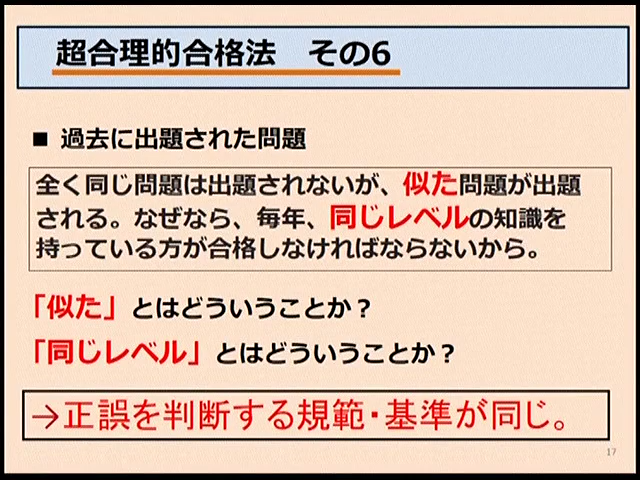 超合理的合格法　その6
■ 過去に出題された問題
全く同じ問題は出題されないが、似た問題が出題
される。なぜなら、毎年、同じレベルの知識を
持っている方が合格しなければならないから。
「似た」とはどういうことか？
「同じレベル」とはどういうことか？
→正誤を判断する規範・基準が同じ。
17